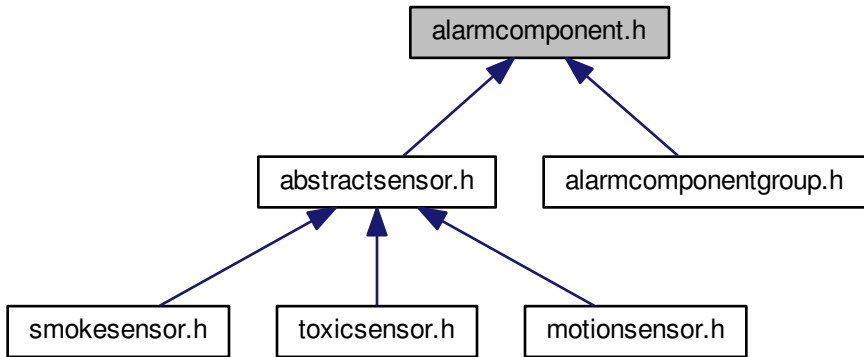 alarmcomponent.h
abstractsensor.h
alarmcomponentgroup.h
smokesensor.h
toxicsensor.h
motionsensor.h